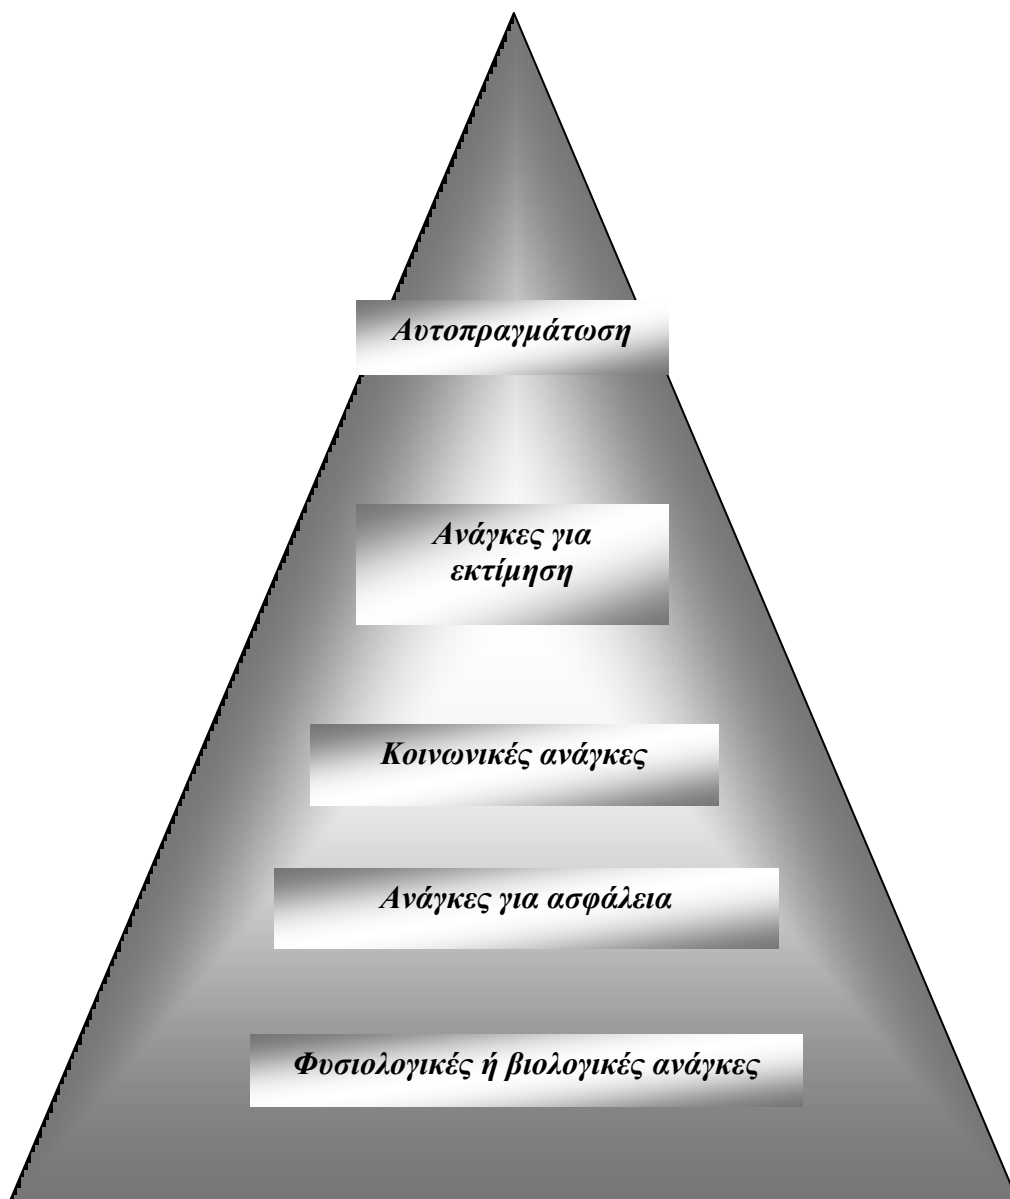 Αυτοπραγμάτωση
Ανάγκες για
εκτίμηση
Κοινωνικές ανάγκες
Ανάγκες για ασφάλεια
Φυσιολογικές ή βιολογικές ανάγκες